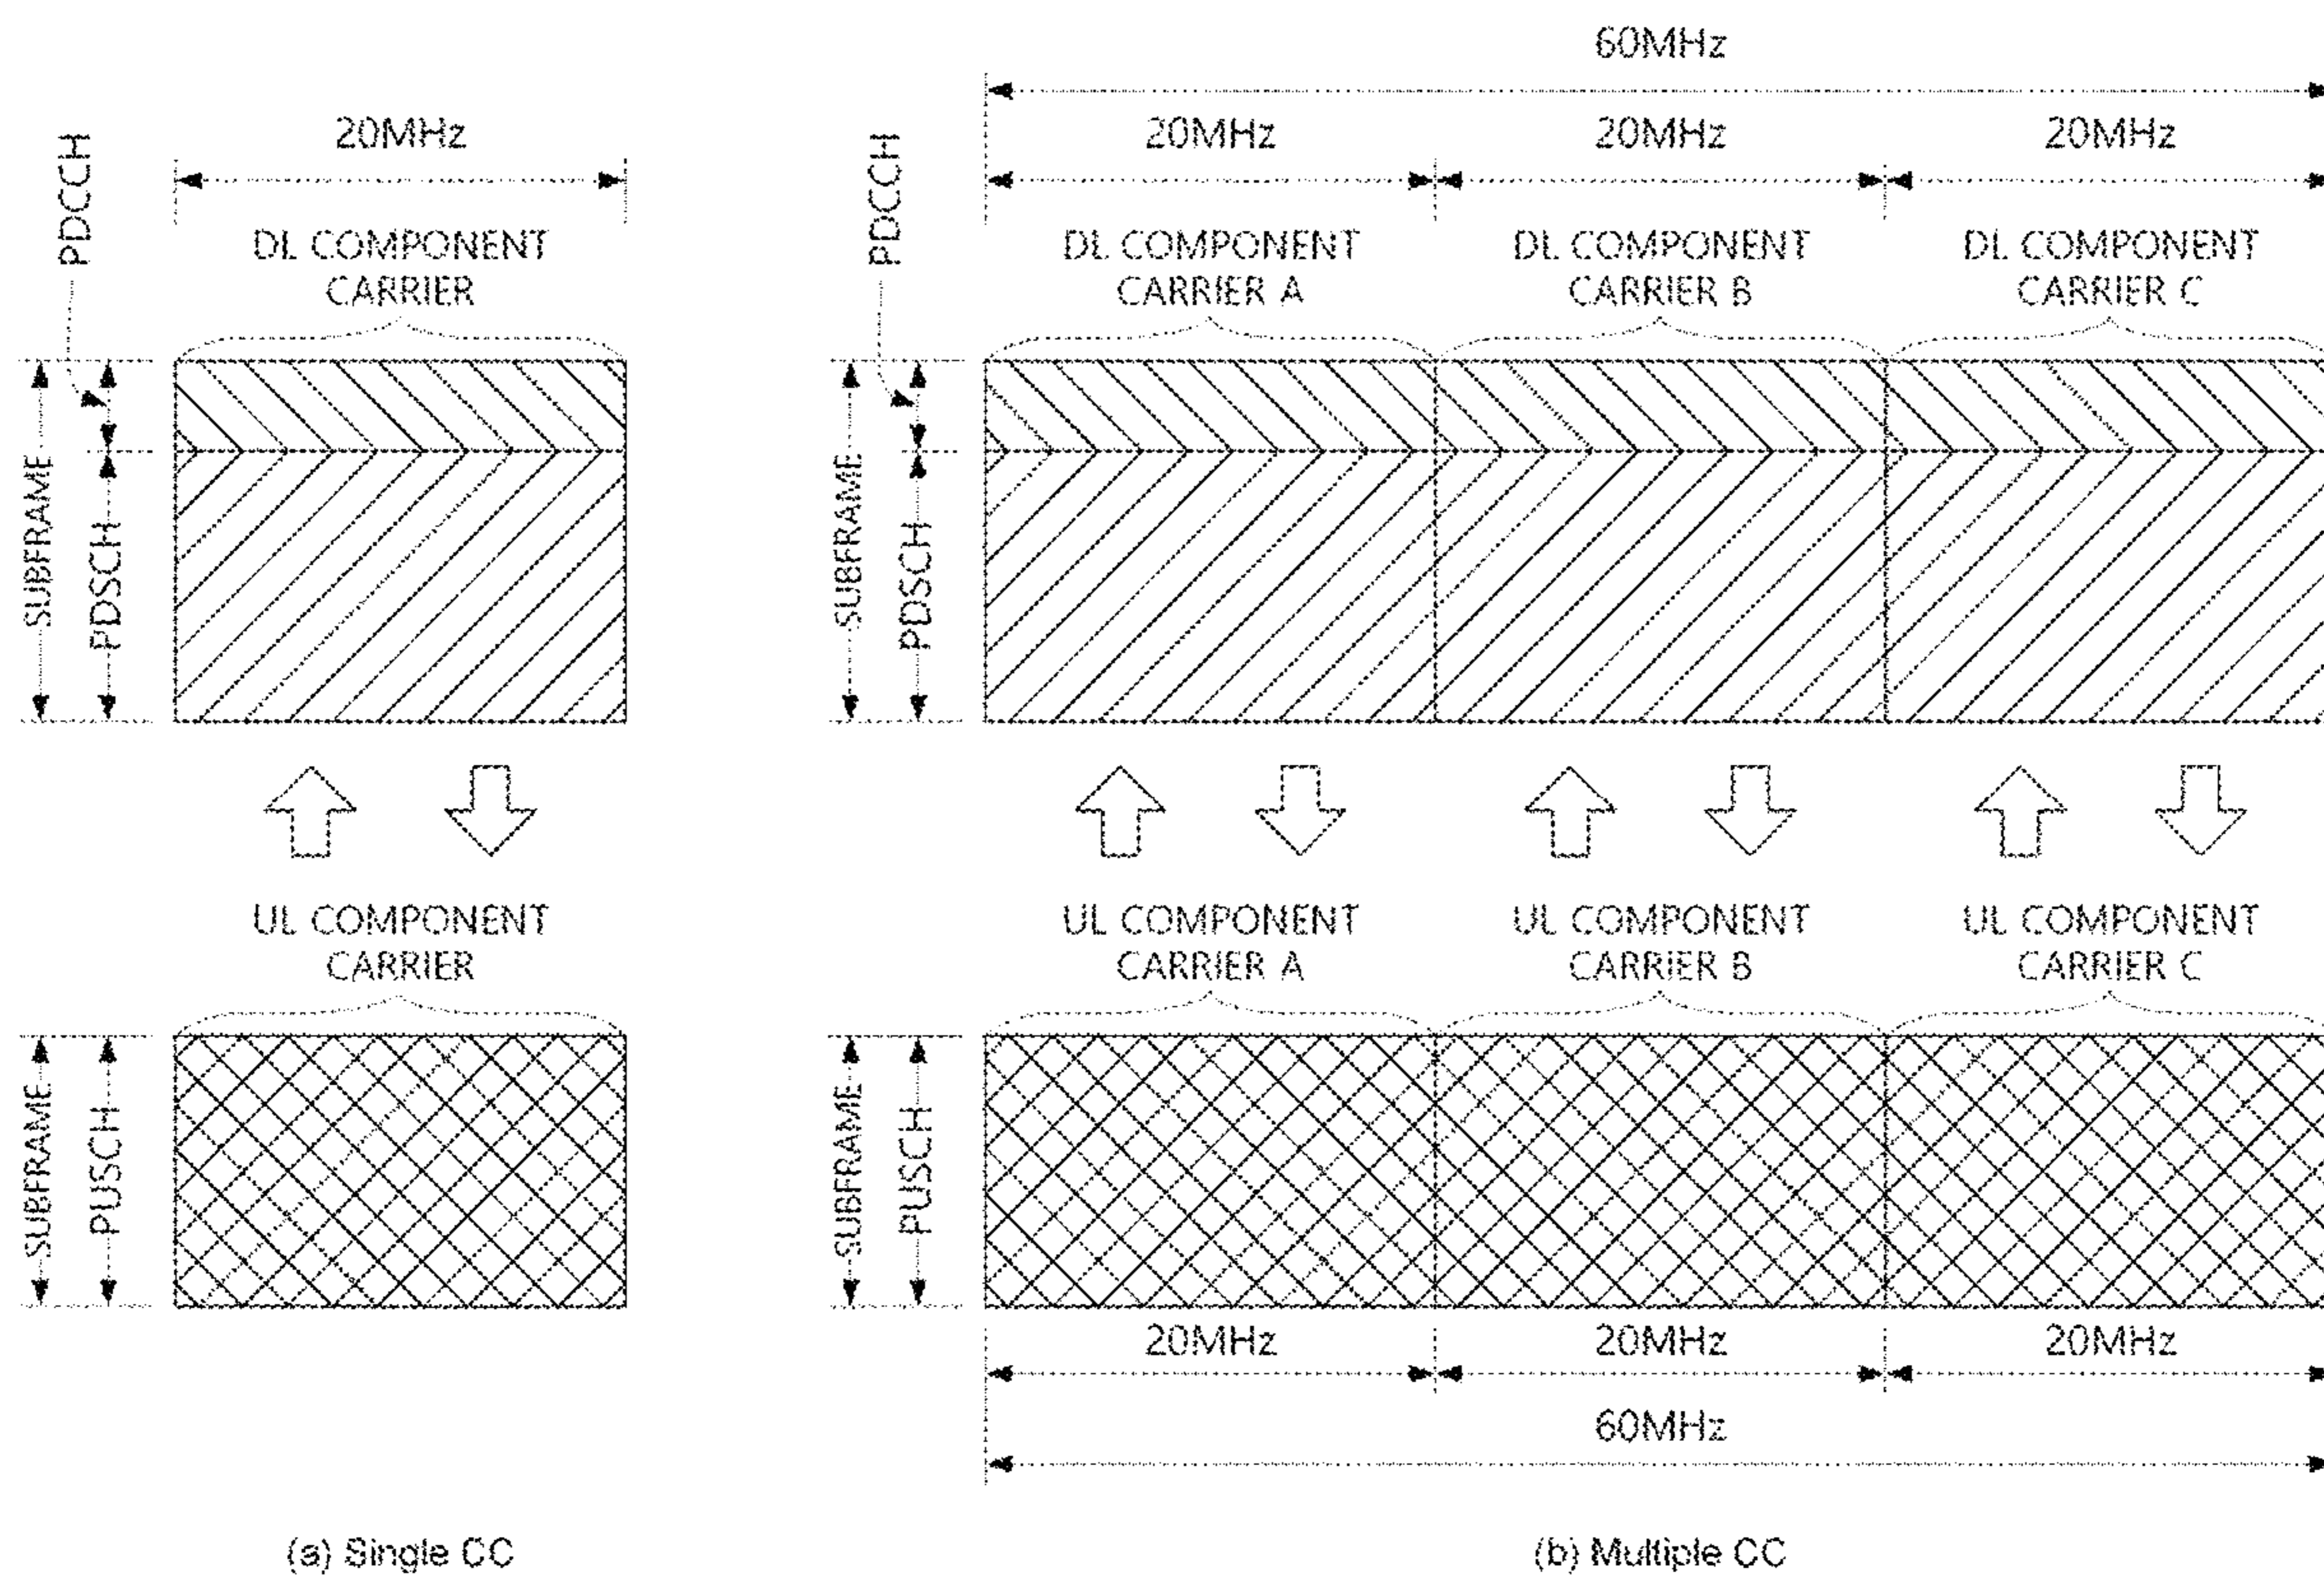 20MHz
PDCCH
DL COMPONENT
CARRIER
SUBFRAME
PDSCH
UL COMPONENT
CARRIER
SUBFRAME
PUSCH
(a) Single CC
60MHz
20MHz 20MHz 20MHz
PDCCH
DL COMPONENT
CARRIER A
DL COMPONENT
CARRIER B
DL COMPONENT
CARRIER C
SUBFRAME
PDSCH
UL COMPONENT
CARRIER A
UL COMPONENT
CARRIER B
UL COMPONENT
CARRIER C
SUBFRAME
PUSCH
20MHz 20MHz 20MHz
60MHz
(b) Multiple CC